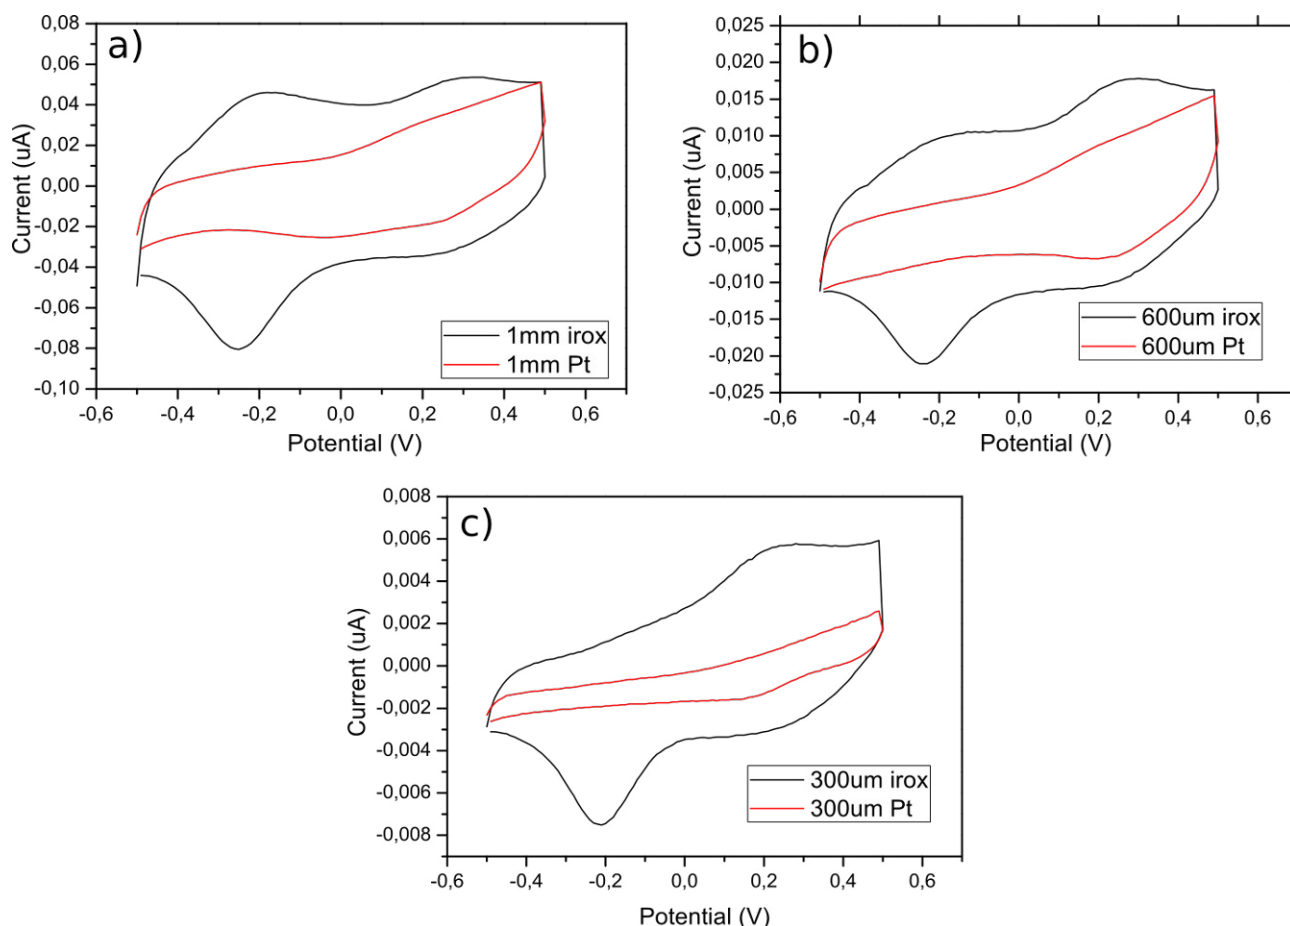 a)
0,08
0,06
0,04
0,02
0,00
-0,02
-0,04
-0,06
-0,08
-0,10
Current (uA)
1mm irox
1mm Pt
-0,6 -0,4 -0,2 0,0 0,2 0,4 0,6
Potential (V)
b)
0,025
0,020
0,015
0,010
0,005
0,000
-0,005
-0,010
-0,015
-0,020
-0,025
Current (uA)
600um irox
600um Pt
-0,6 -0,4 -0,2 0,0 0,2 0,4 0,6
Potential (V)
c)
0,008
0,006
0,004
0,002
0,000
-0,002
-0,004
-0,006
-0,008
Current (uA)
300um irox
300um Pt
-0,6 -0,4 -0,2 0,0 0,2 0,4 0,6
Potential (V)